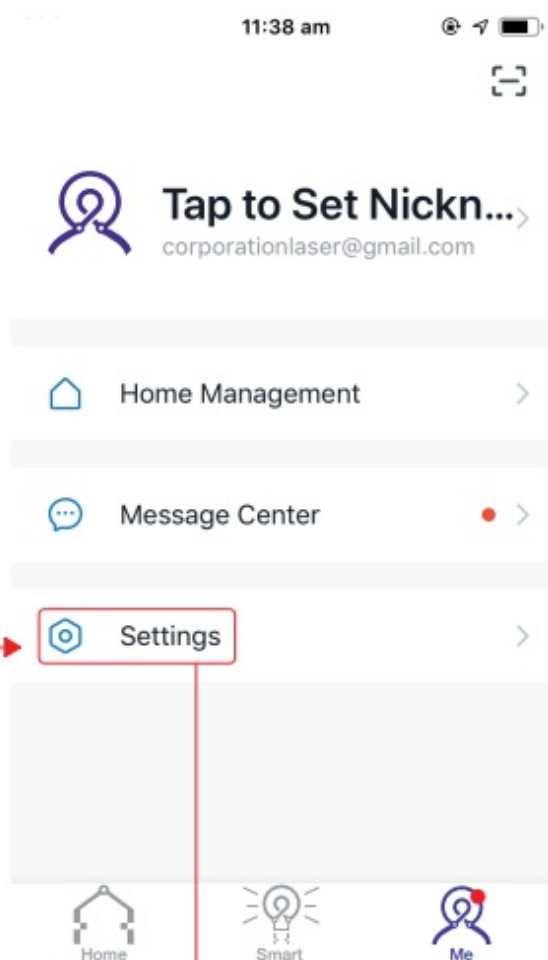 11:38 am
Tap to Set Nickn...
corporationlaser@gmail.com
Home Management
Message Center
Settings
Home
Smart
Me